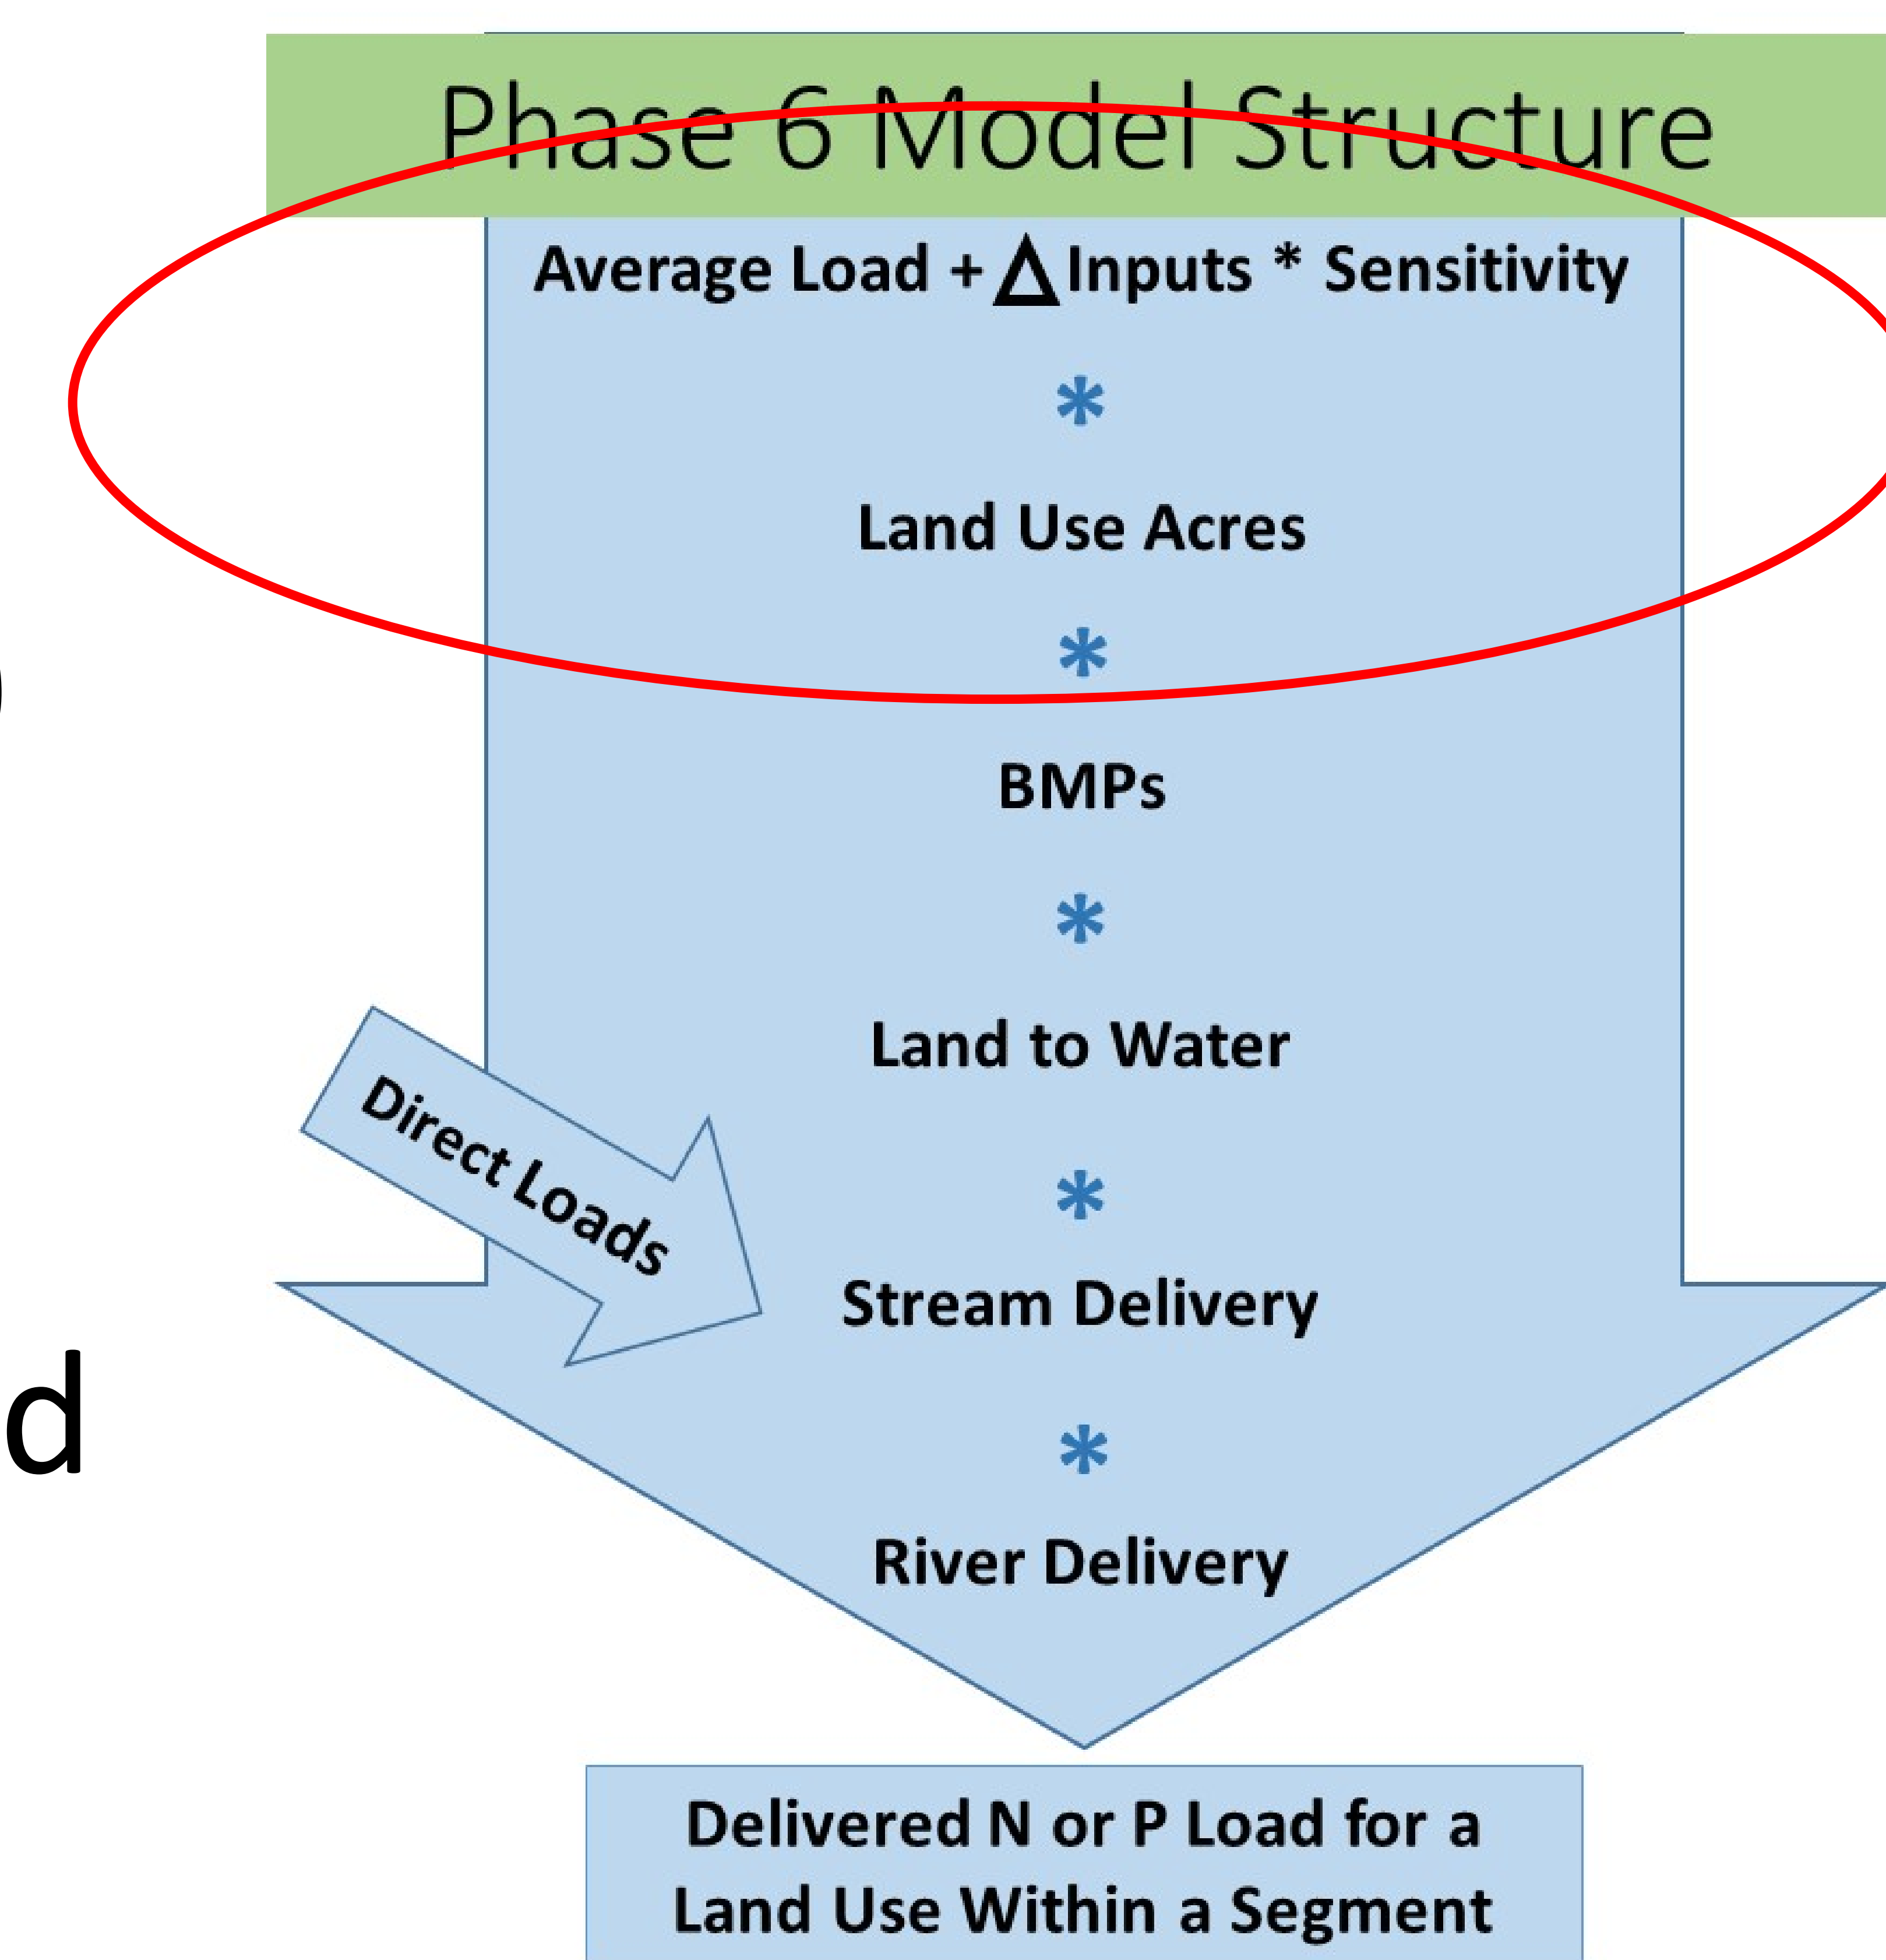 Phase 6 Model Structure
Average Load + Δ Inputs * Sensitivity
*
Land Use Acres
*
BMPs
*
Land to Water
*
Direct Loads
Stream Delivery
*
River Delivery
Delivered N or P Load for a
Land Use Within a Segment
d